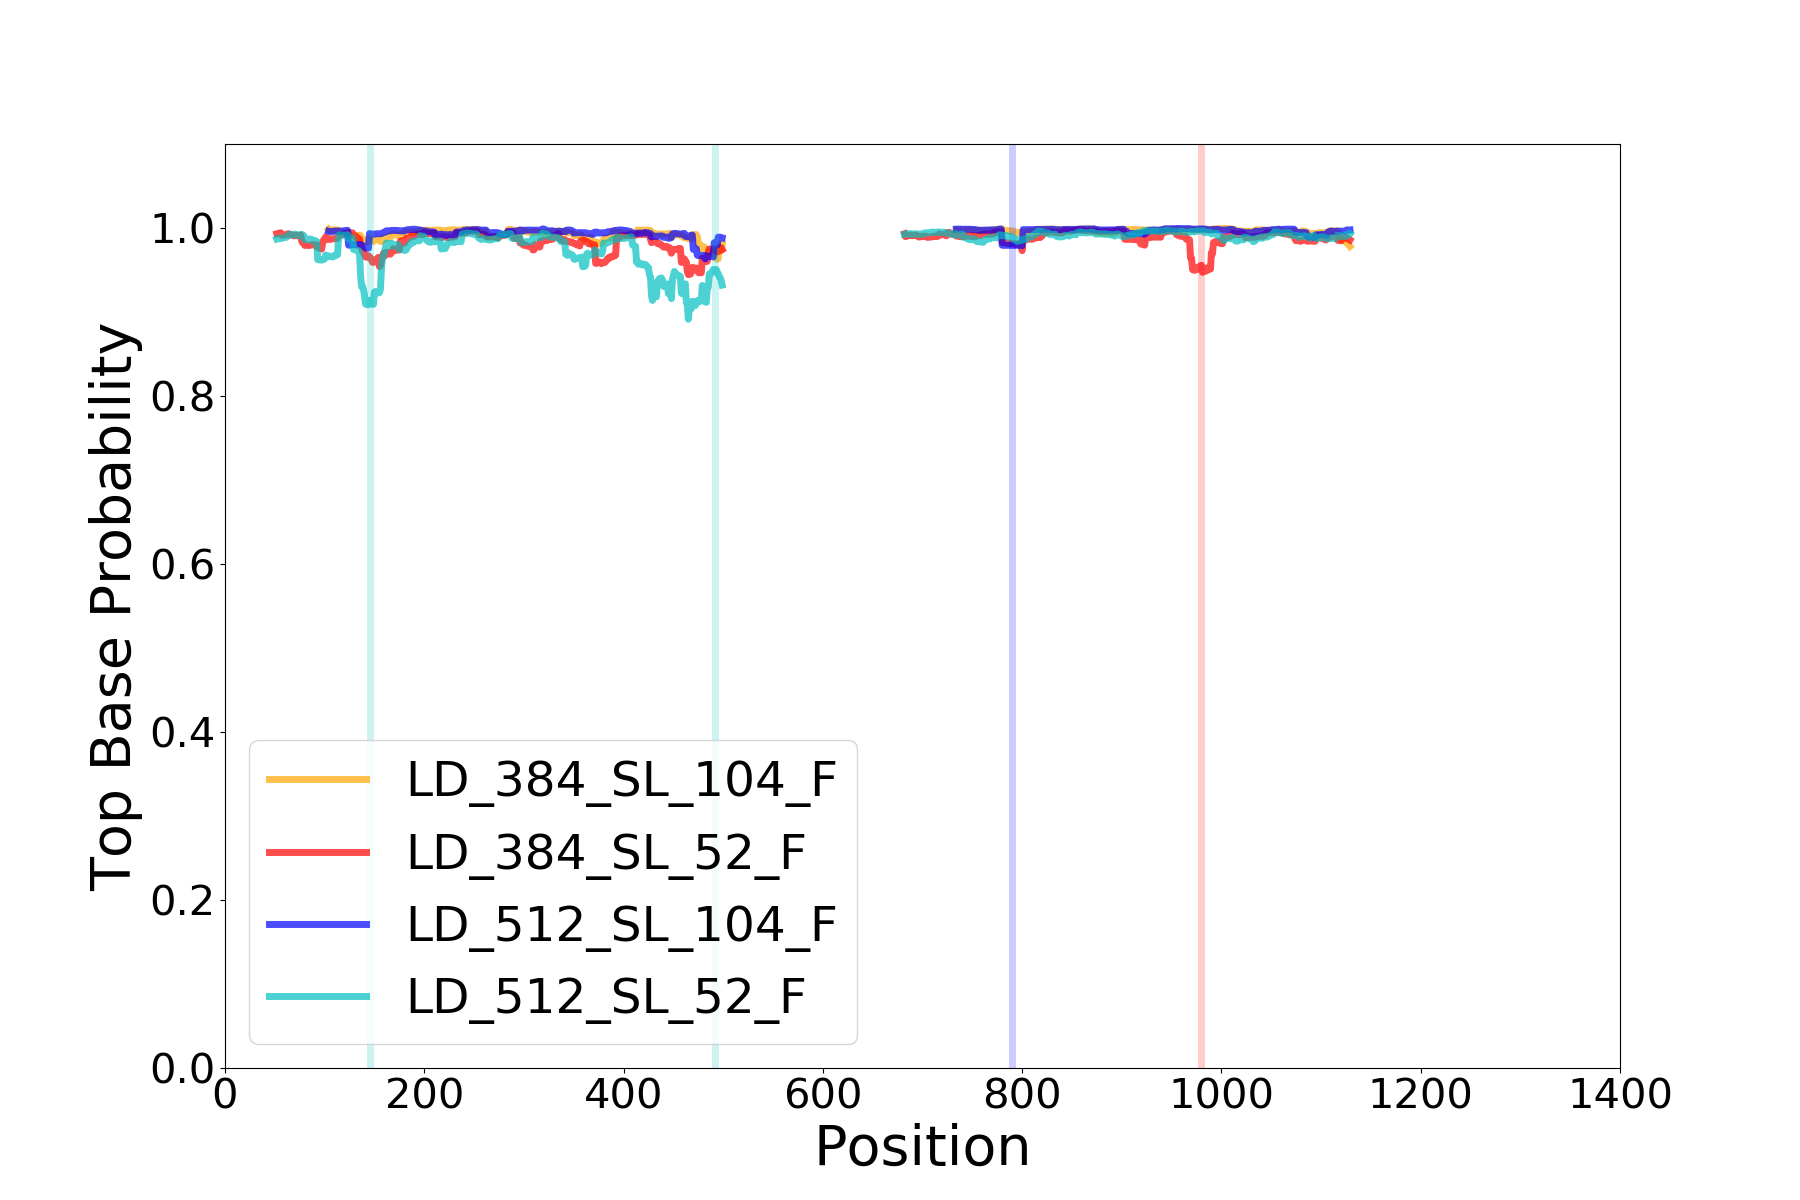 Top Base Probability
1.0
0.8
0.6
0.4
0.2
0.0
LD_384_SL_104_F
LD_384_SL_52_F
LD_512_SL_104_F
LD_512_SL_52_F
0 200 400 600 800 1000 1200 1400
Position